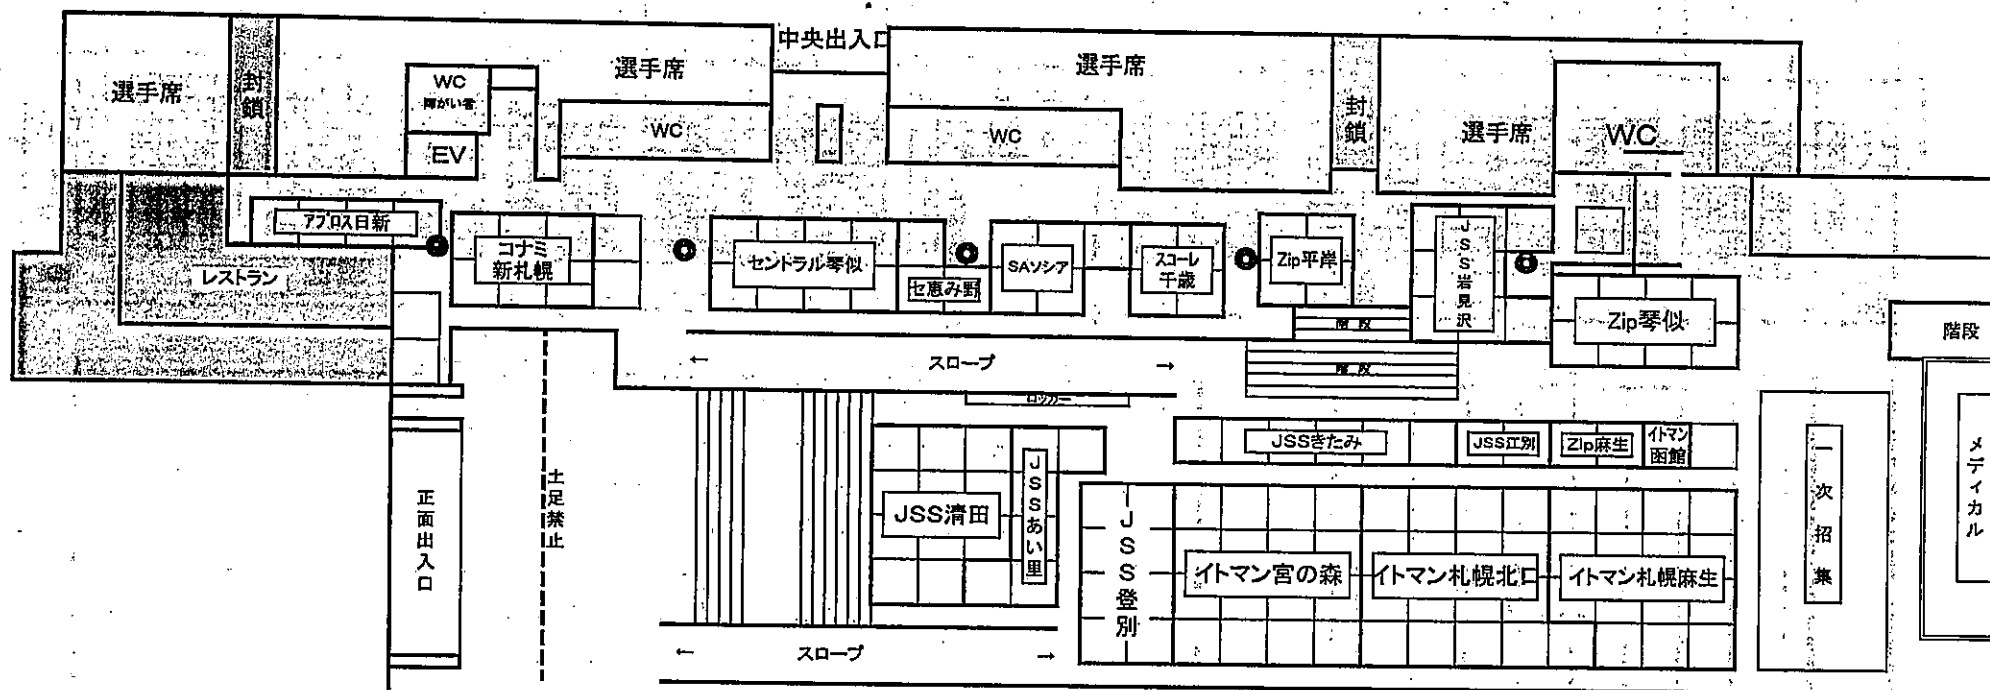 中央出入口
選手席
封鎖
WC
障がい者
EV
選手席
WC
選手席
WC
封鎖
選手席
WC
アプロス日新
レストラン
コナミ
新札幌
セントラル琴似
セ恵み野
SAソシア
スコーレ
千歳
Zip平岸
JSS岩見沢
Zip琴似
階段
階段
階段
← スロープ →
ロッカー
正面出入口
土足禁止
JSS清田
JSSあい里
JSSきたみ
JSS江別
Zip麻生
イトマン
函館
JSS登別
イトマン宮の森
イトマン札幌北口
イトマン札幌麻生
一次招集
メディカル
← スロープ →